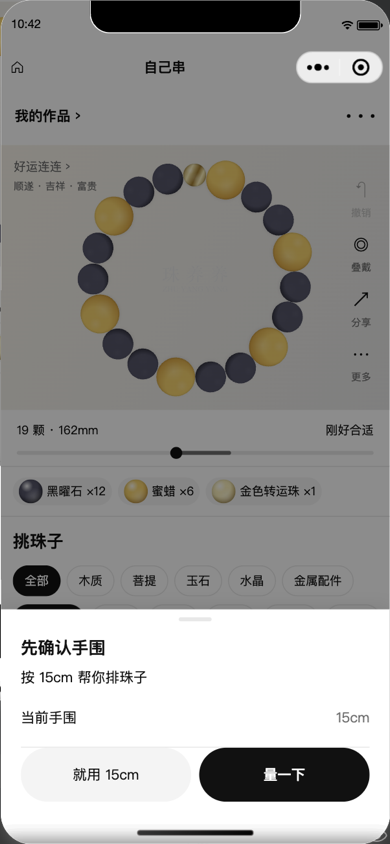 10:42
自己串
我的作品 >
好运连连 >
顺遂 · 吉祥 · 富贵
撤销
叠戴
分享
更多
19 颗 · 162mm
刚好合适
黑曜石 ×12
蜜蜡 ×6
金色转运珠 ×1
挑珠子
全部
木质
菩提
玉石
水晶
金属配件
先确认手围
按 15cm 帮你排珠子
当前手围
15cm
就用 15cm
量一下